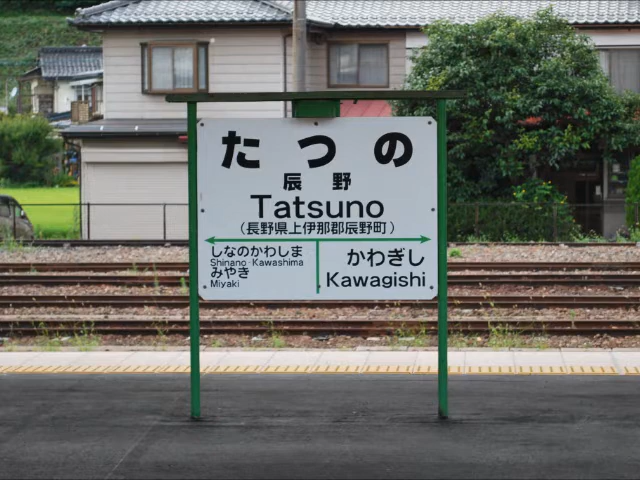 たつの
辰野
Tatsuno
（長野県上伊那郡辰野町）
しなのかわしま
Shinano-Kawashima
みやき
Miyaki
かわぎし
Kawagishi